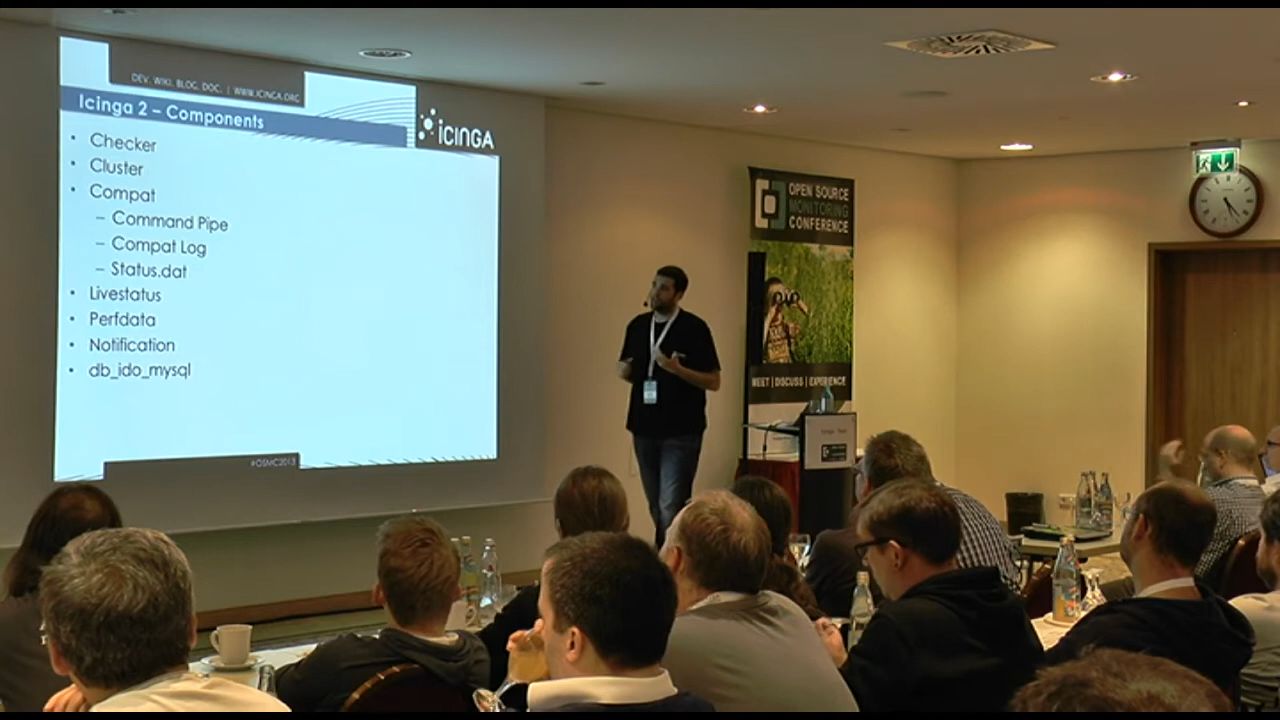 DEV. WIKI. BLOG. DOC. | WWW.ICINGA.ORG
Icinga 2 – Components
iCINGA
• Checker
• Cluster
• Compat
– Command Pipe
– Compat Log
– Status.dat
• Livestatus
• Perfdata
• Notification
• db_ido_mysql
#OSMC2013
OPEN SOURCE
MONITORING
CONFERENCE
MEET | DISCUSS | EXPERIENCE